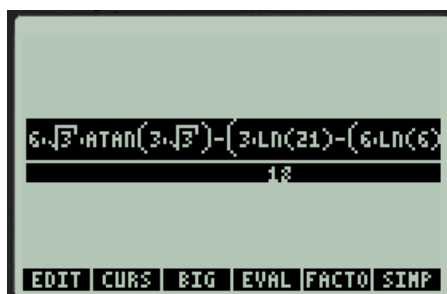 6·√3·ATAN(3·√3)-(3·LN(21)-(6·LN(6)
18
EDIT CURS BIG EVAL FACTO SIMP